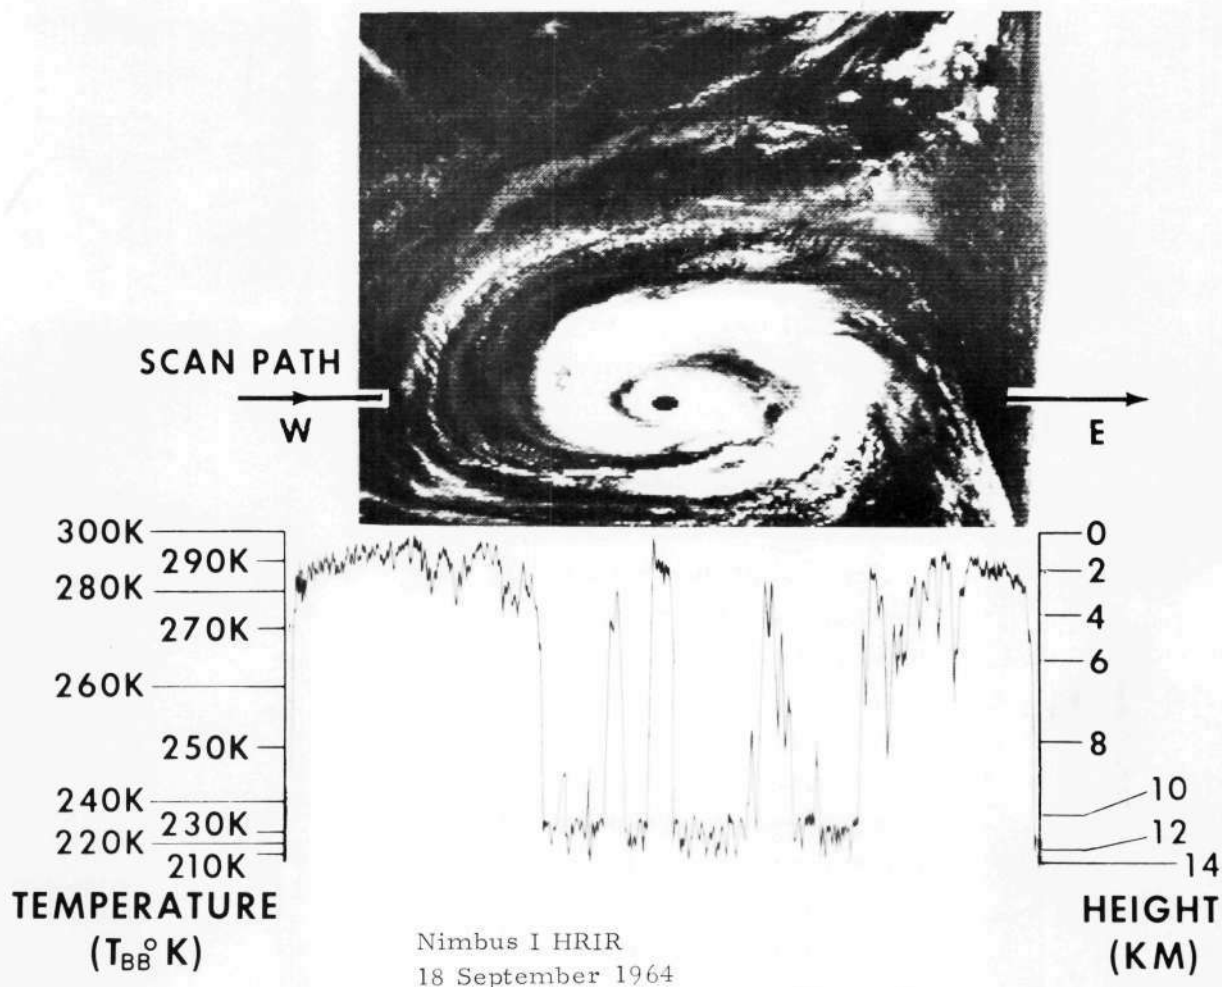 SCAN PATH
W
E
300K
290K
280K
270K
260K
250K
240K
230K
220K
210K
0
2
4
6
8
10
12
14
TEMPERATURE
(TBB°K)
HEIGHT
(KM)
Nimbus I HRIR
18 September 1964